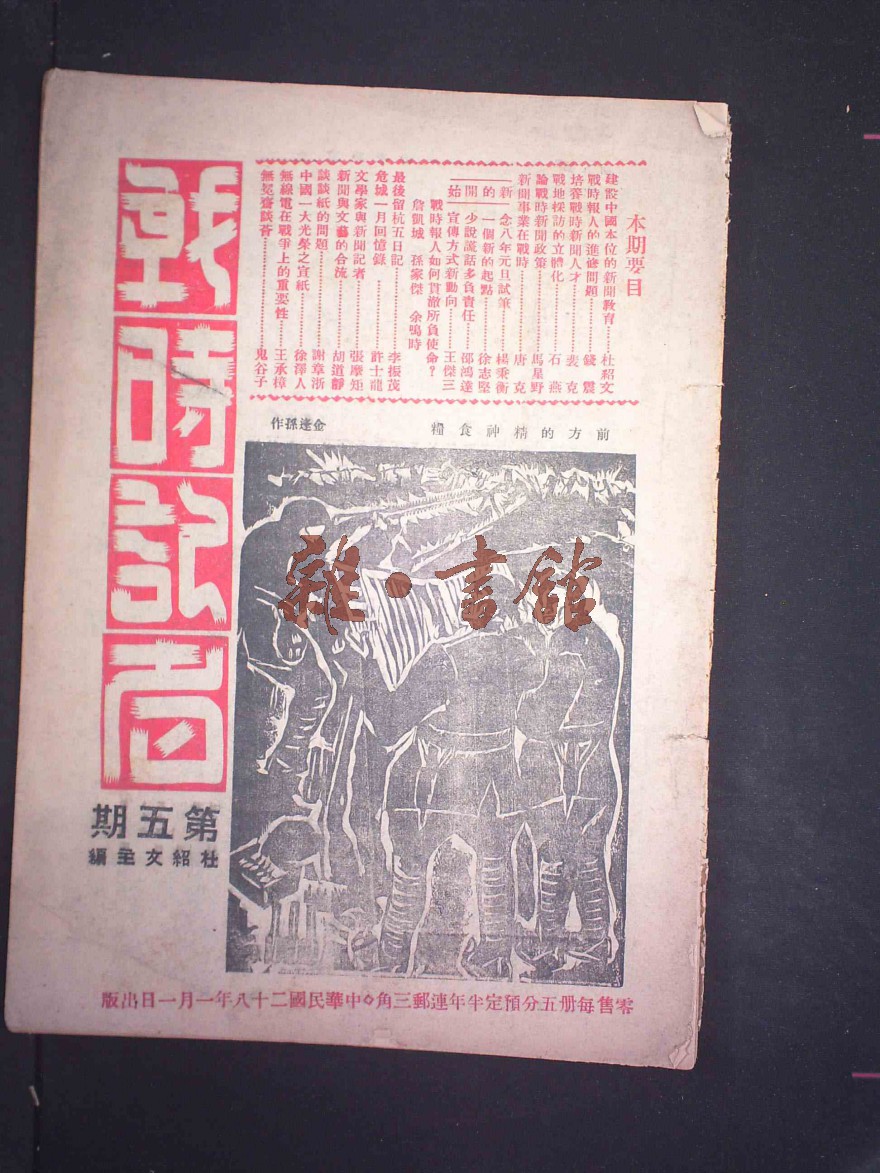 戰時記者
第五期
杜紹文主編
本期要目
建設中國本位的新聞教育………杜紹文
戰時報人的進修問題………錢震
培養戰時新聞人才………裴克
戰地採訪的立體化………石燕
論戰時新聞政策………馬星野
新聞事業在戰時………唐克
新的開始
念八年元旦試筆………楊秉衡
一個新的起點………徐志堅
少說謊話多負責任………邵鴻達
宣傳方式新動向………王傑三
戰時報人如何貫澈所負使命?
詹凱城 孫家傑 余鳴時
最後留杭五日記………李振茂
危城一月回憶錄………許士龍
文學家與新聞記者………張摩矩
新聞與文藝的合流………胡道靜
談談紙的問題………謝章浙
中國一大光榮之宣紙………徐澤人
無線電在戰爭上的重要性………王承樟
無冕齋談薈………鬼谷子
前方的精神食糧
金逢孫作
雜·書館
零售每册五分預定半年連郵三角◇中華民國二十八年一月一日出版